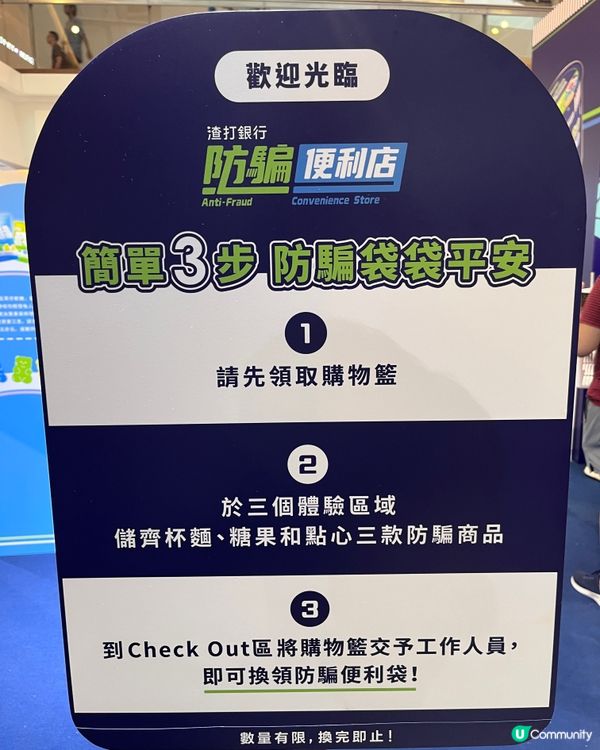 歡迎光臨
渣打銀行
防騙 便利店
Anti-Fraud Convenience Store
簡單3步 防騙袋袋平安
1
請先領取購物籃
2
於三個體驗區域
儲齊杯麵、糖果和點心三款防騙商品
3
到Check Out區將購物籃交予工作人員，
即可換領防騙便利袋！
數量有限，換完即止！
U Community